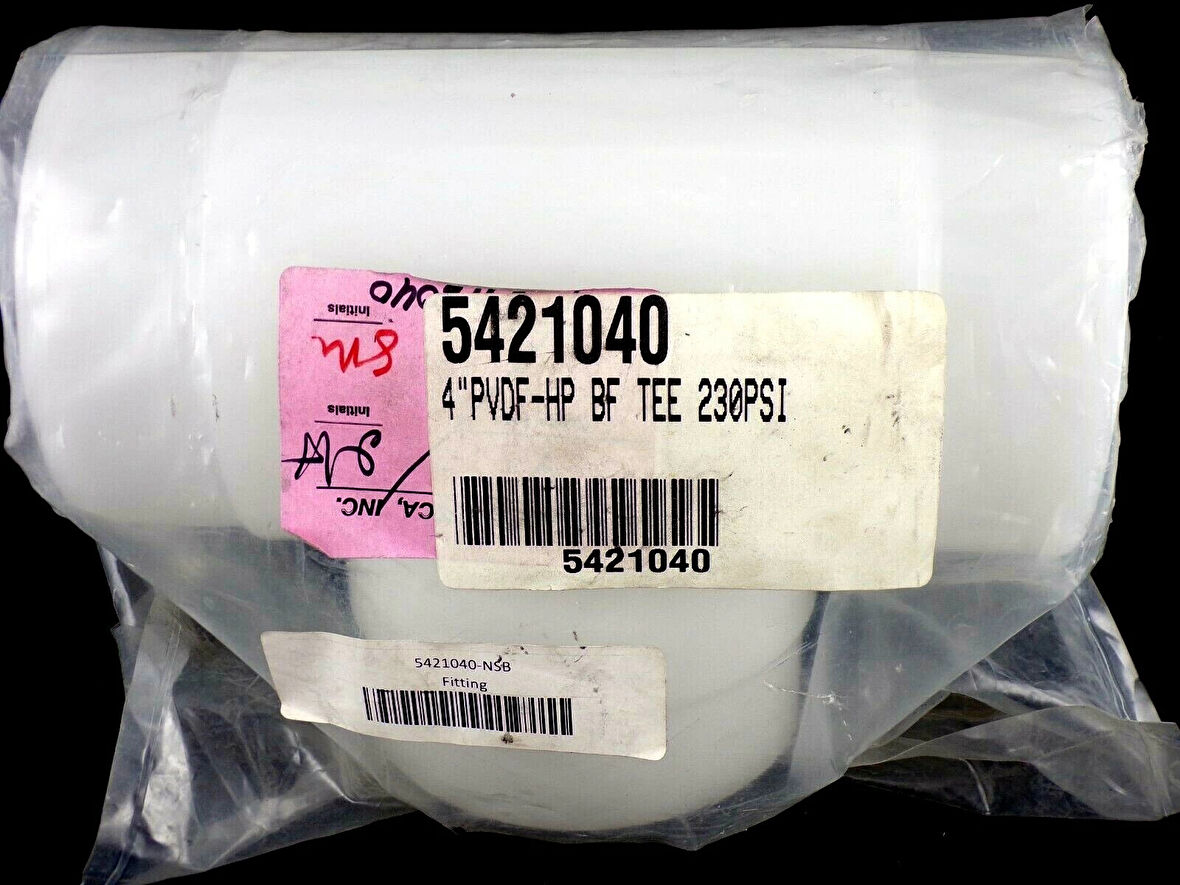 5421040
4"PVDF-HP BF TEE 230PSI
5421040
CA, INC.
Initials
Initials
5421040-NSB
Fitting